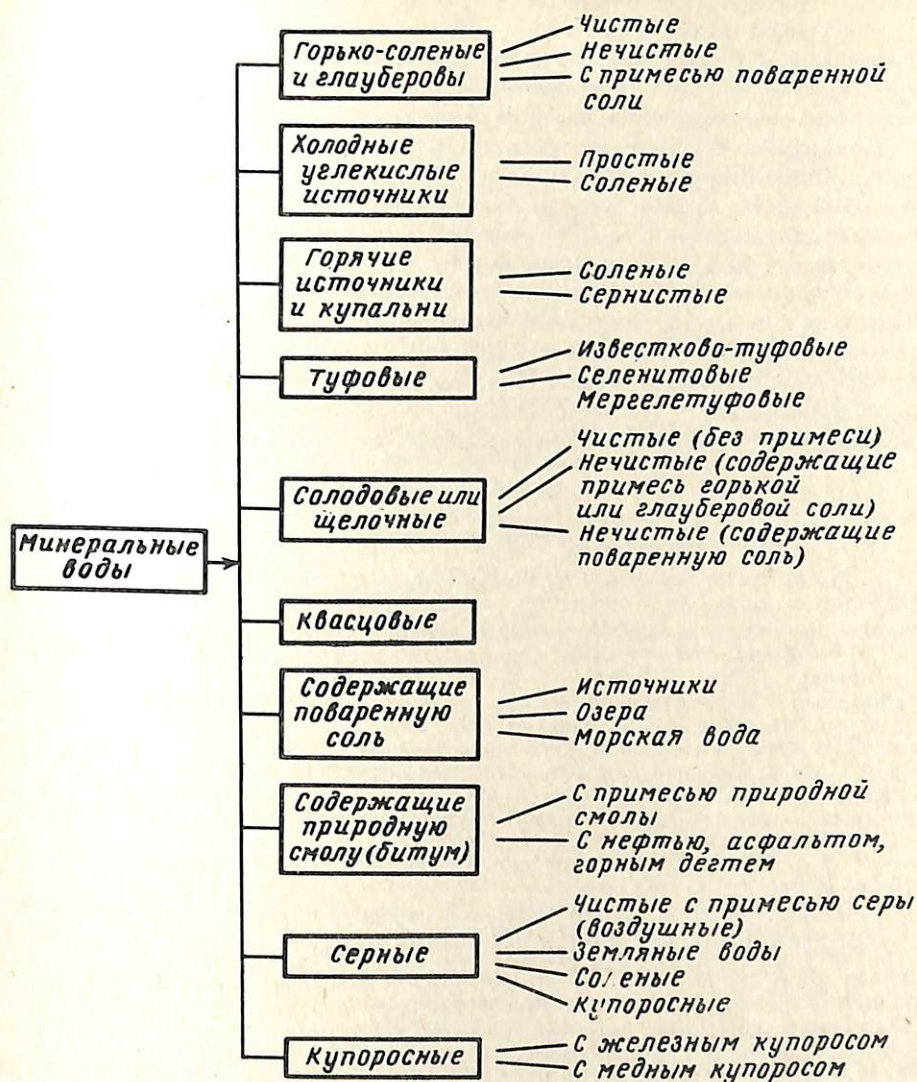 Горько-соленые
и глауберовы
Чистые
Нечистые
С примесью поваренной
соли
Холодные
углекислые
источники
Простые
Соленые
Горячие
источники
и купальни
Соленые
Сернистые
Туфовые
Известково-туфовые
Селенитовые
Мергелетуфовые
Солодовые или
щелочные
Чистые (без примеси)
Нечистые (содержащие
примесь горькой
или глауберовой соли)
Нечистые (содержащие
поваренную соль)
Минеральные
воды
Квасцовые
Содержащие
поваренную
соль
Источники
Озера
Морская вода
Содержащие
природную
смолу (битум)
С примесью природной
смолы
С нефтью, асфальтом,
горным дегтем
Серные
Чистые с примесью серы
(воздушные)
Земляные воды
Соленые
Купоросные
Купоросные
С железным купоросом
С медным купоросом